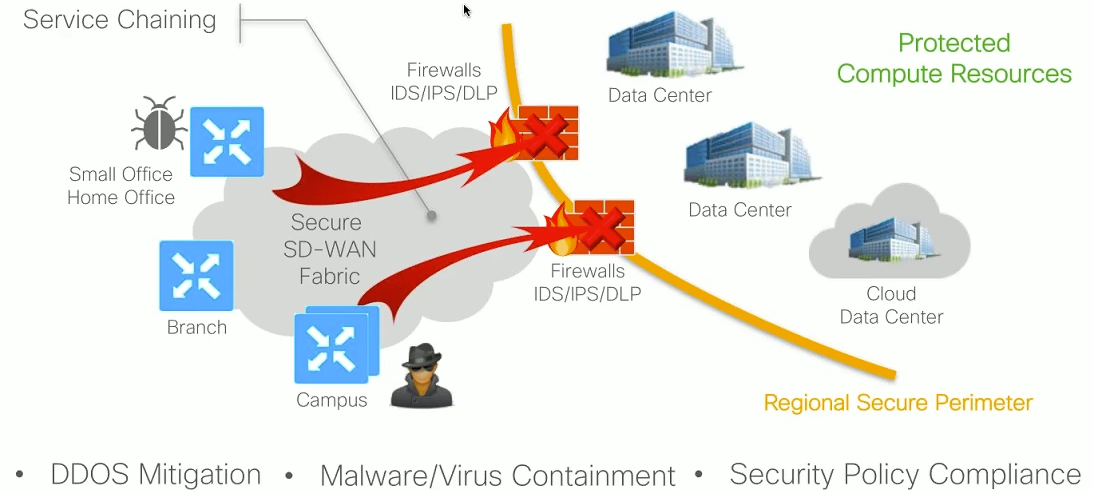 Service Chaining
Firewalls
IDS/IPS/DLP
Data Center
Protected
Compute Resources
Small Office
Home Office
Data Center
Secure
SD-WAN
Fabric
Firewalls
IDS/IPS/DLP
Cloud
Data Center
Branch
Campus
Regional Secure Perimeter
• DDOS Mitigation • Malware/Virus Containment • Security Policy Compliance